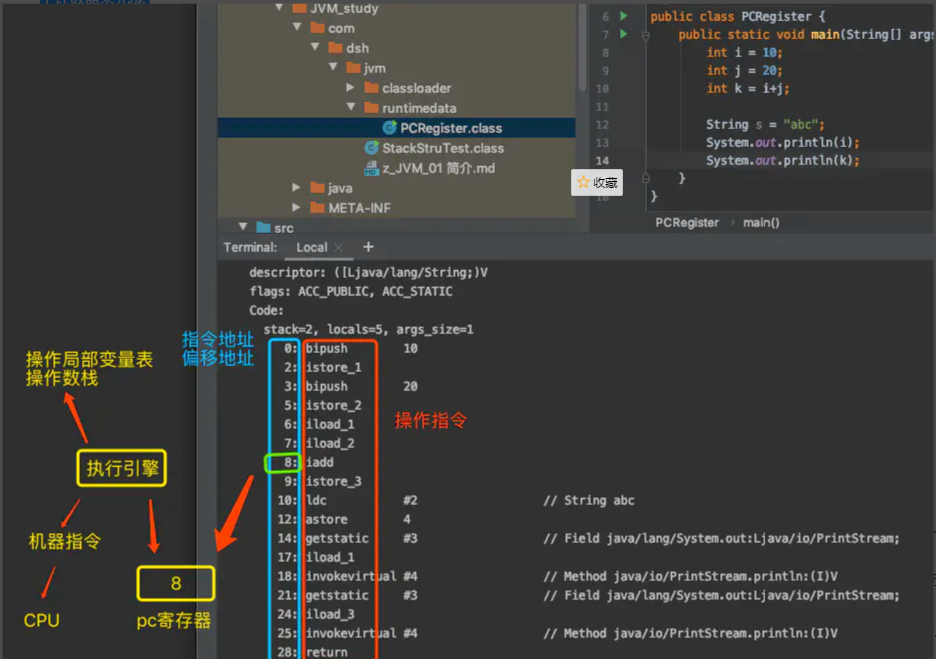 JVM_study
com
dsh
jvm
classloader
runtimedata
PCRegister.class
StackStruTest.class
z_JVM_01 简介.md
java
META-INF
src
6 public class PCRegister {
7 public static void main(String[] args
8 int i = 10;
9 int j = 20;
10 int k = i+j;
11
12 String s = "abc";
13 System.out.println(i);
14 System.out.println(k);
}
16 }
收藏
PCRegister > main()
Terminal: Local × +
descriptor: ([Ljava/lang/String;)V
flags: ACC_PUBLIC, ACC_STATIC
Code:
stack=2, locals=5, args_size=1
0: bipush 10
2: istore_1
3: bipush 20
5: istore_2
6: iload_1
7: iload_2
8: iadd
9: istore_3
10: ldc #2 // String abc
12: astore 4
14: getstatic #3 // Field java/lang/System.out:Ljava/io/PrintStream;
17: iload_1
18: invokevirtual #4 // Method java/io/PrintStream.println:(I)V
21: getstatic #3 // Field java/lang/System.out:Ljava/io/PrintStream;
24: iload_3
25: invokevirtual #4 // Method java/io/PrintStream.println:(I)V
28: return
指令地址
偏移地址
操作指令
操作局部变量表
操作数栈
执行引擎
机器指令
CPU
8
pc寄存器